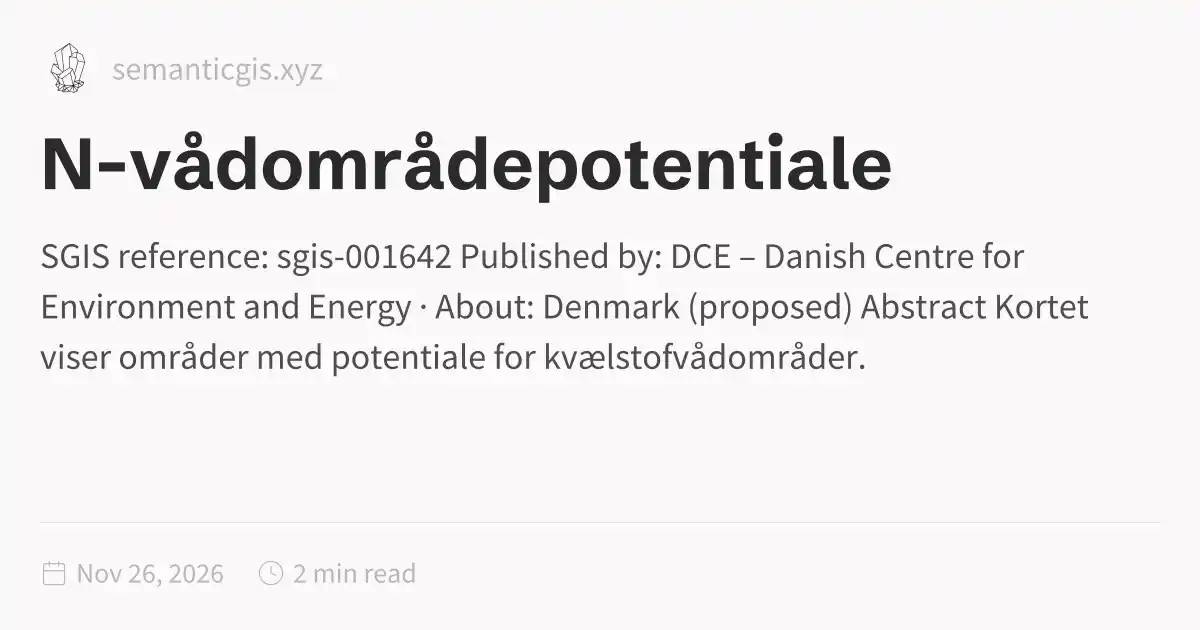 semanticgis.xyz
N-vådområdepotentiale
SGIS reference: sgis-001642 Published by: DCE – Danish Centre for
Environment and Energy · About: Denmark (proposed) Abstract Kortet
viser områder med potentiale for kvælstofvådområder.
Nov 26, 2026 2 min read